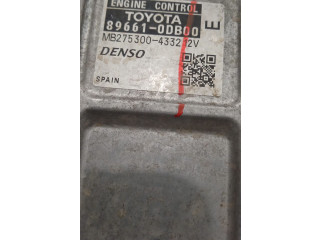 ENGINE CONTROL
TOYOTA
E
89661-0DB00
MB275300-4332 12V
DENSO
SPAIN